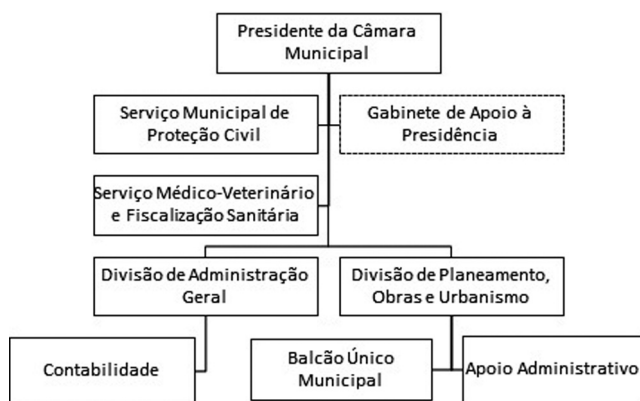 Presidente da Câmara
Municipal
Serviço Municipal de
Proteção Civil
Gabinete de Apoio à
Presidência
Serviço Médico-Veterinário
e Fiscalização Sanitária
Divisão de Administração
Geral
Divisão de Planeamento,
Obras e Urbanismo
Contabilidade
Balcão Único
Municipal
Apoio Administrativo